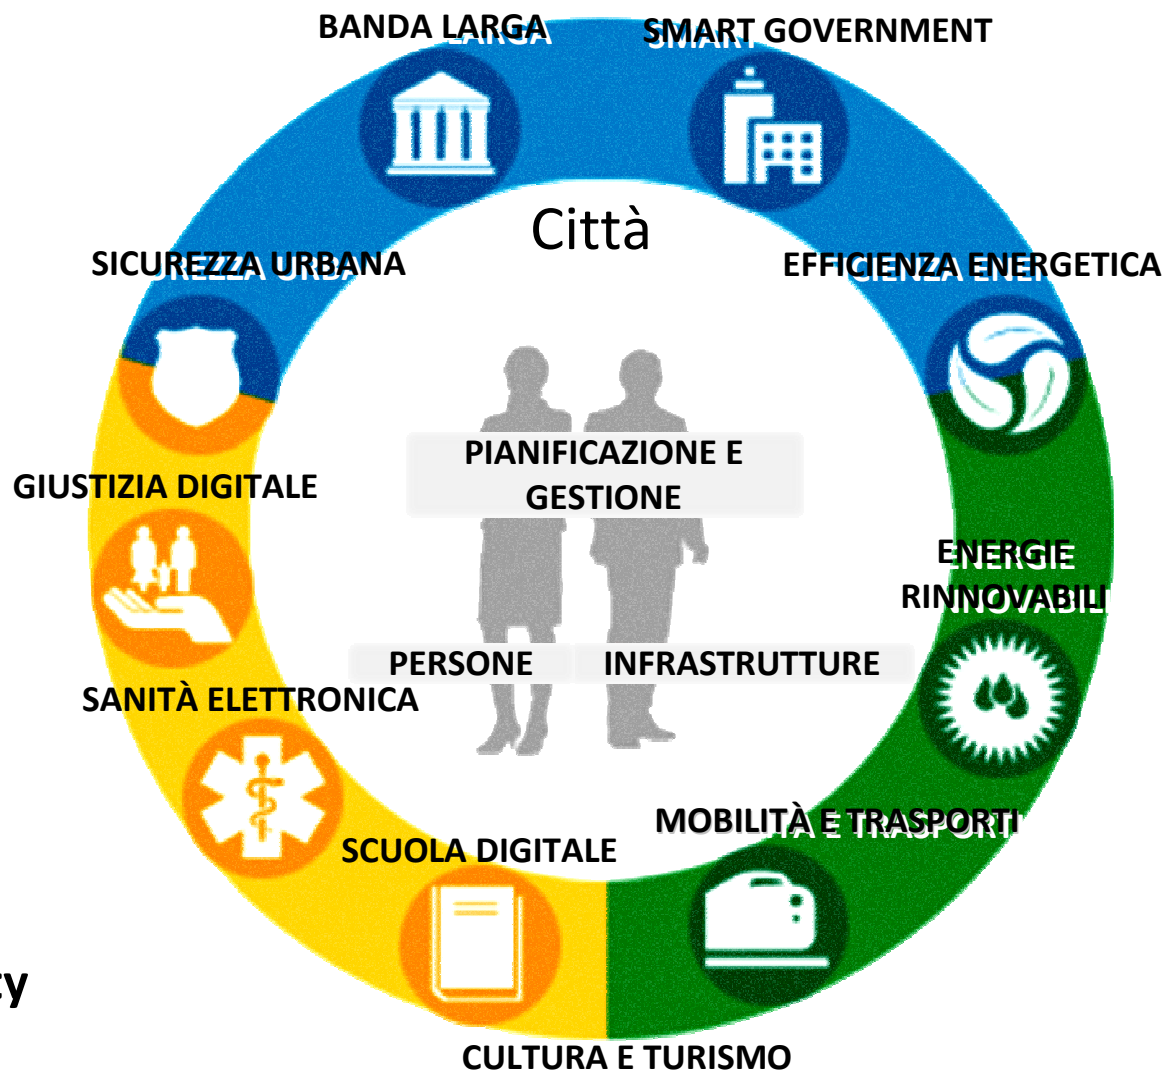 BANDA LARGA
SMART GOVERNMENT
Città
SICUREZZA URBANA
EFFICIENZA ENERGETICA
PIANIFICAZIONE E
GESTIONE
GIUSTIZIA DIGITALE
ENERGIE
RINNOVABILI
PERSONE
INFRASTRUTTURE
SANITÀ ELETTRONICA
MOBILITÀ E TRASPORTI
SCUOLA DIGITALE
CULTURA E TURISMO